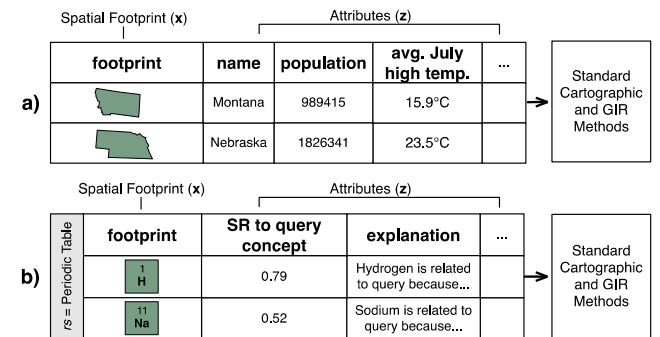 Spatial Footprint (x)
Attributes (z)
footprint name population avg. July high temp. ...
a)
Montana 989415 15.9°C
Nebraska 1826341 23.5°C
Standard
Cartographic
and GIR
Methods
Spatial Footprint (x)
Attributes (z)
b)
rs = Periodic Table
footprint SR to query concept explanation ...
1
H
0.79
Hydrogen is related
to query because...
11
Na
0.52
Sodium is related to
query because...
Standard
Cartographic
and GIR
Methods